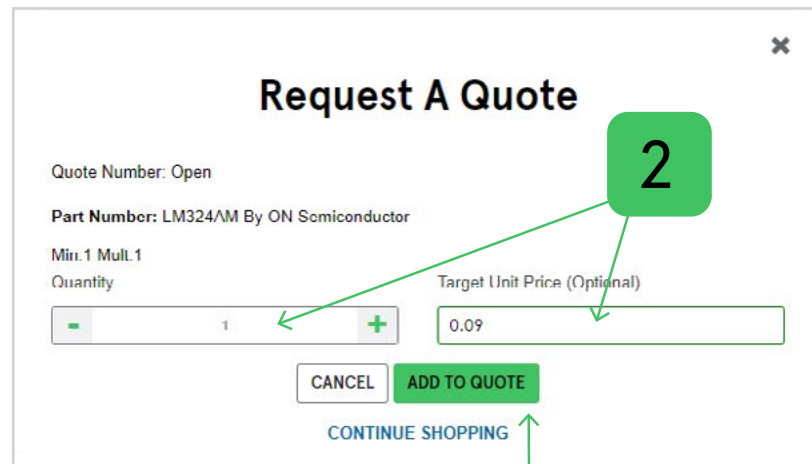 ✖
Request A Quote
2
Quote Number: Open
Part Number: LM324AM By ON Semiconductor
Min.1 Mult.1
Quantity Target Unit Price (Optional)
- 1 + 0.09
CANCEL ADD TO QUOTE
CONTINUE SHOPPING